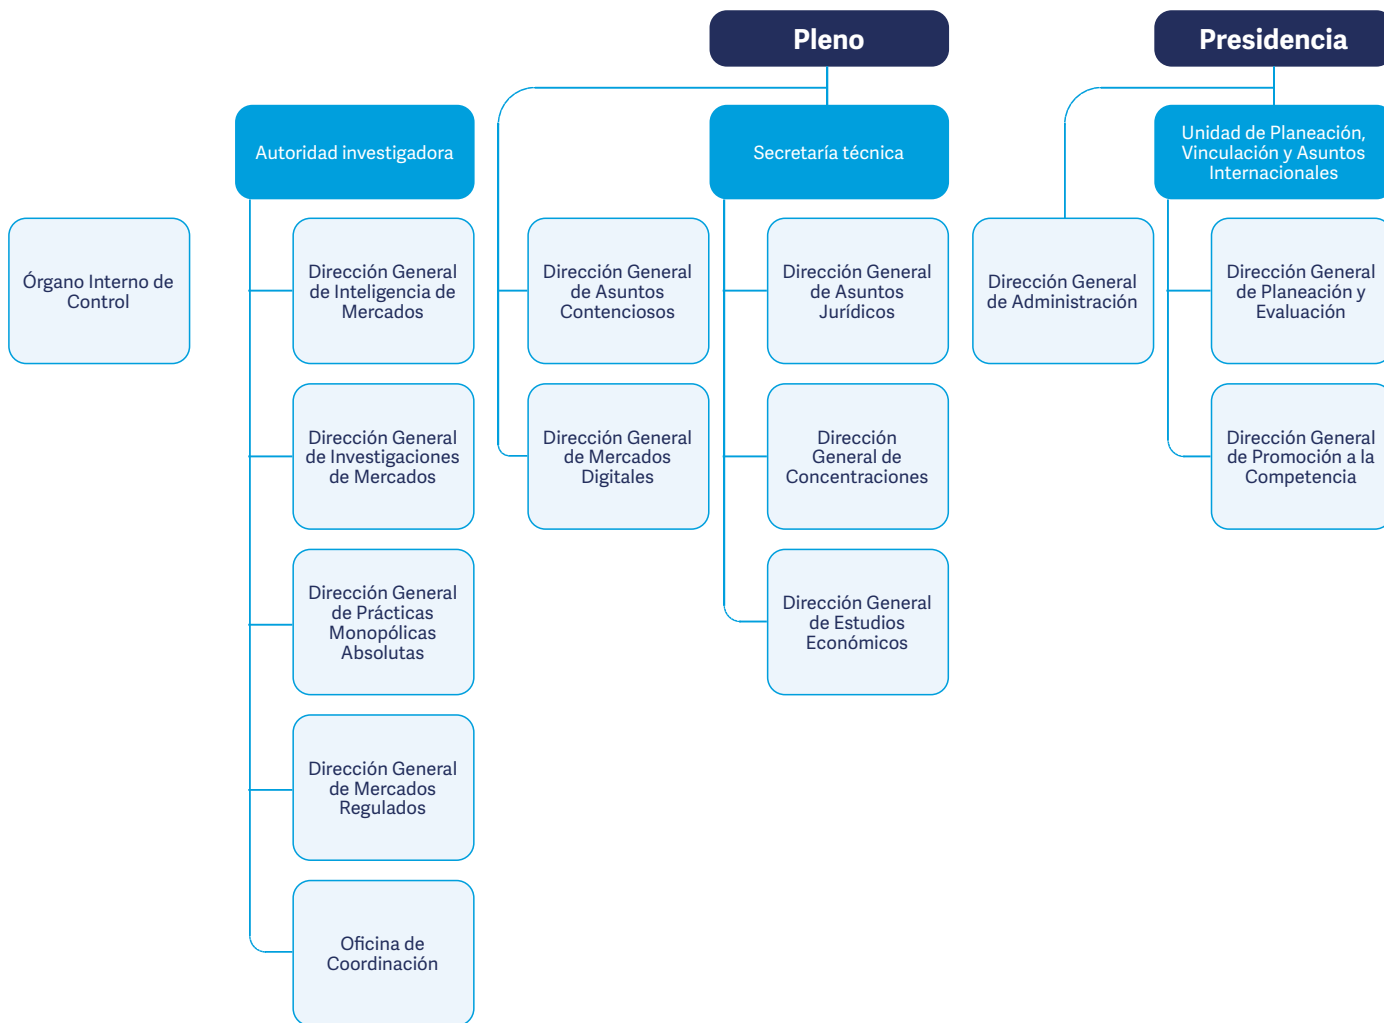 Pleno
Presidencia
Autoridad investigadora
Secretaría técnica
Unidad de Planeación,
Vinculación y Asuntos
Internacionales
Órgano Interno de
Control
Dirección General
de Inteligencia de
Mercados
Dirección General
de Asuntos
Contenciosos
Dirección General
de Asuntos
Jurídicos
Dirección General
de Administración
Dirección General
de Planeación y
Evaluación
Dirección General
de Investigaciones
de Mercados
Dirección General
de Mercados
Digitales
Dirección
General de
Concentraciones
Dirección General
de Promoción a la
Competencia
Dirección General
de Prácticas
Monopólicas
Absolutas
Dirección General
de Estudios
Económicos
Dirección General
de Mercados
Regulados
Oficina de
Coordinación